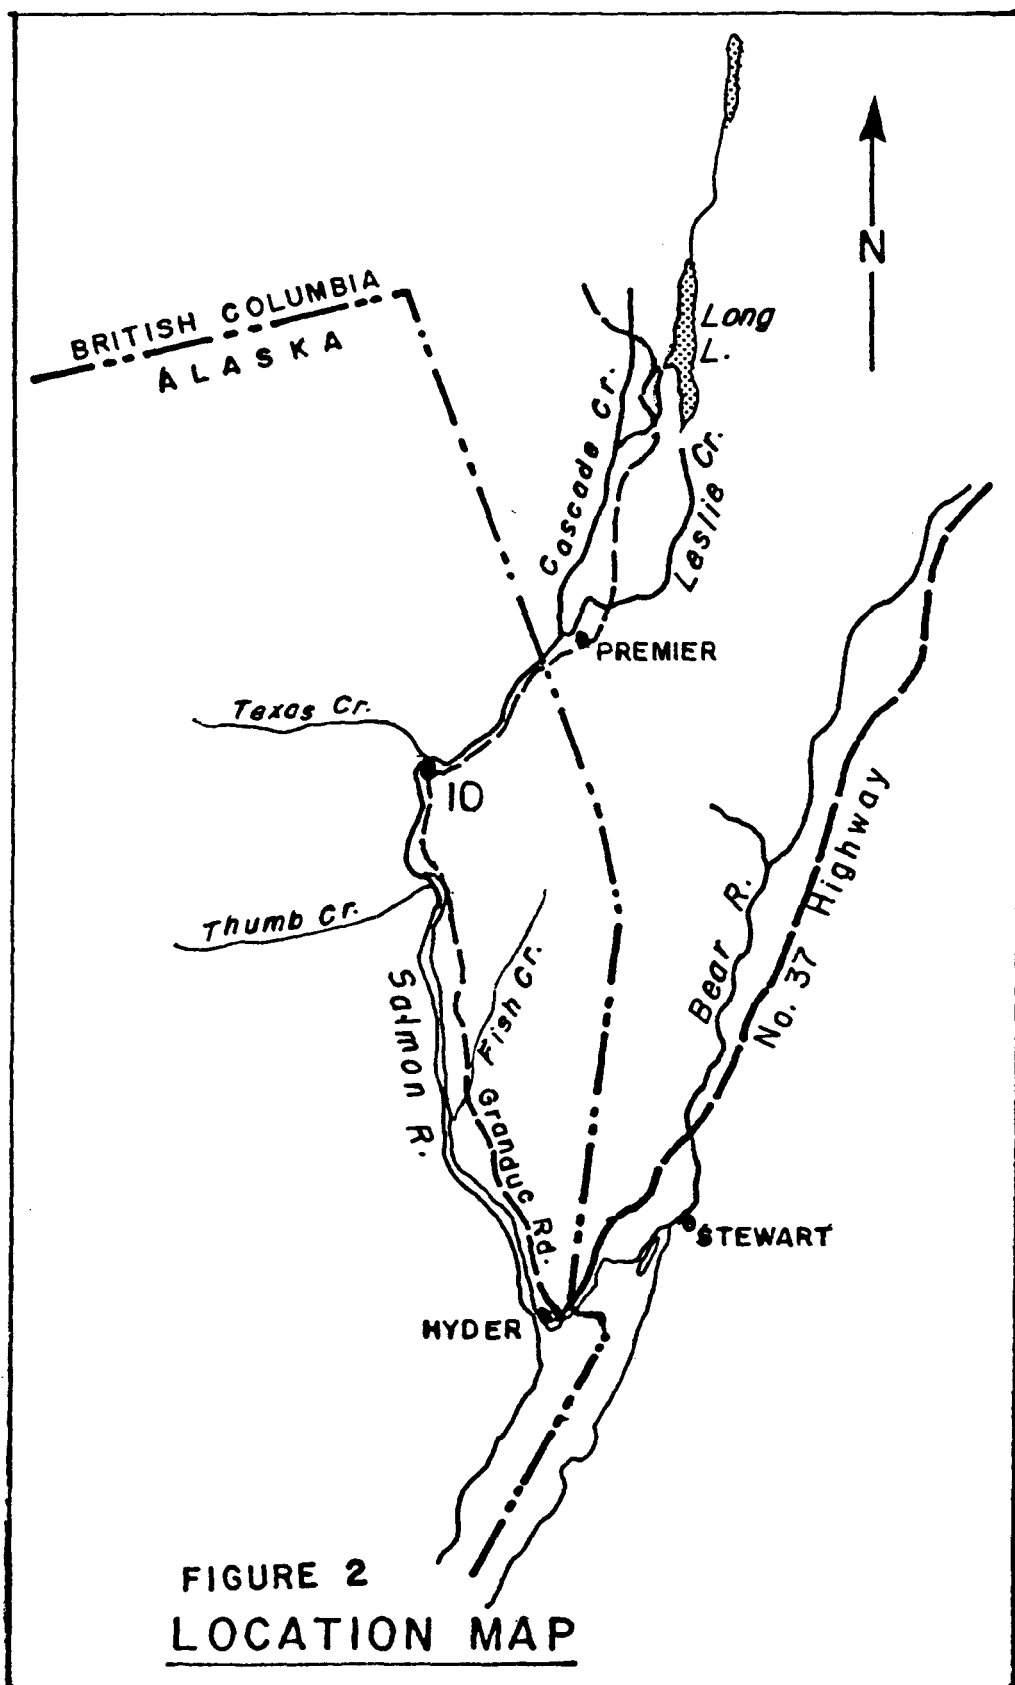 N
BRITISH COLUMBIA
ALASKA
Long
L.
Cascade Cr.
Leslie Cr.
PREMIER
Texas Cr.
10
Thumb Cr.
Salmon R.
Fish Cr.
Granduc Rd.
Bear R.
No. 37 Highway
STEWART
HYDER
FIGURE 2
LOCATION MAP